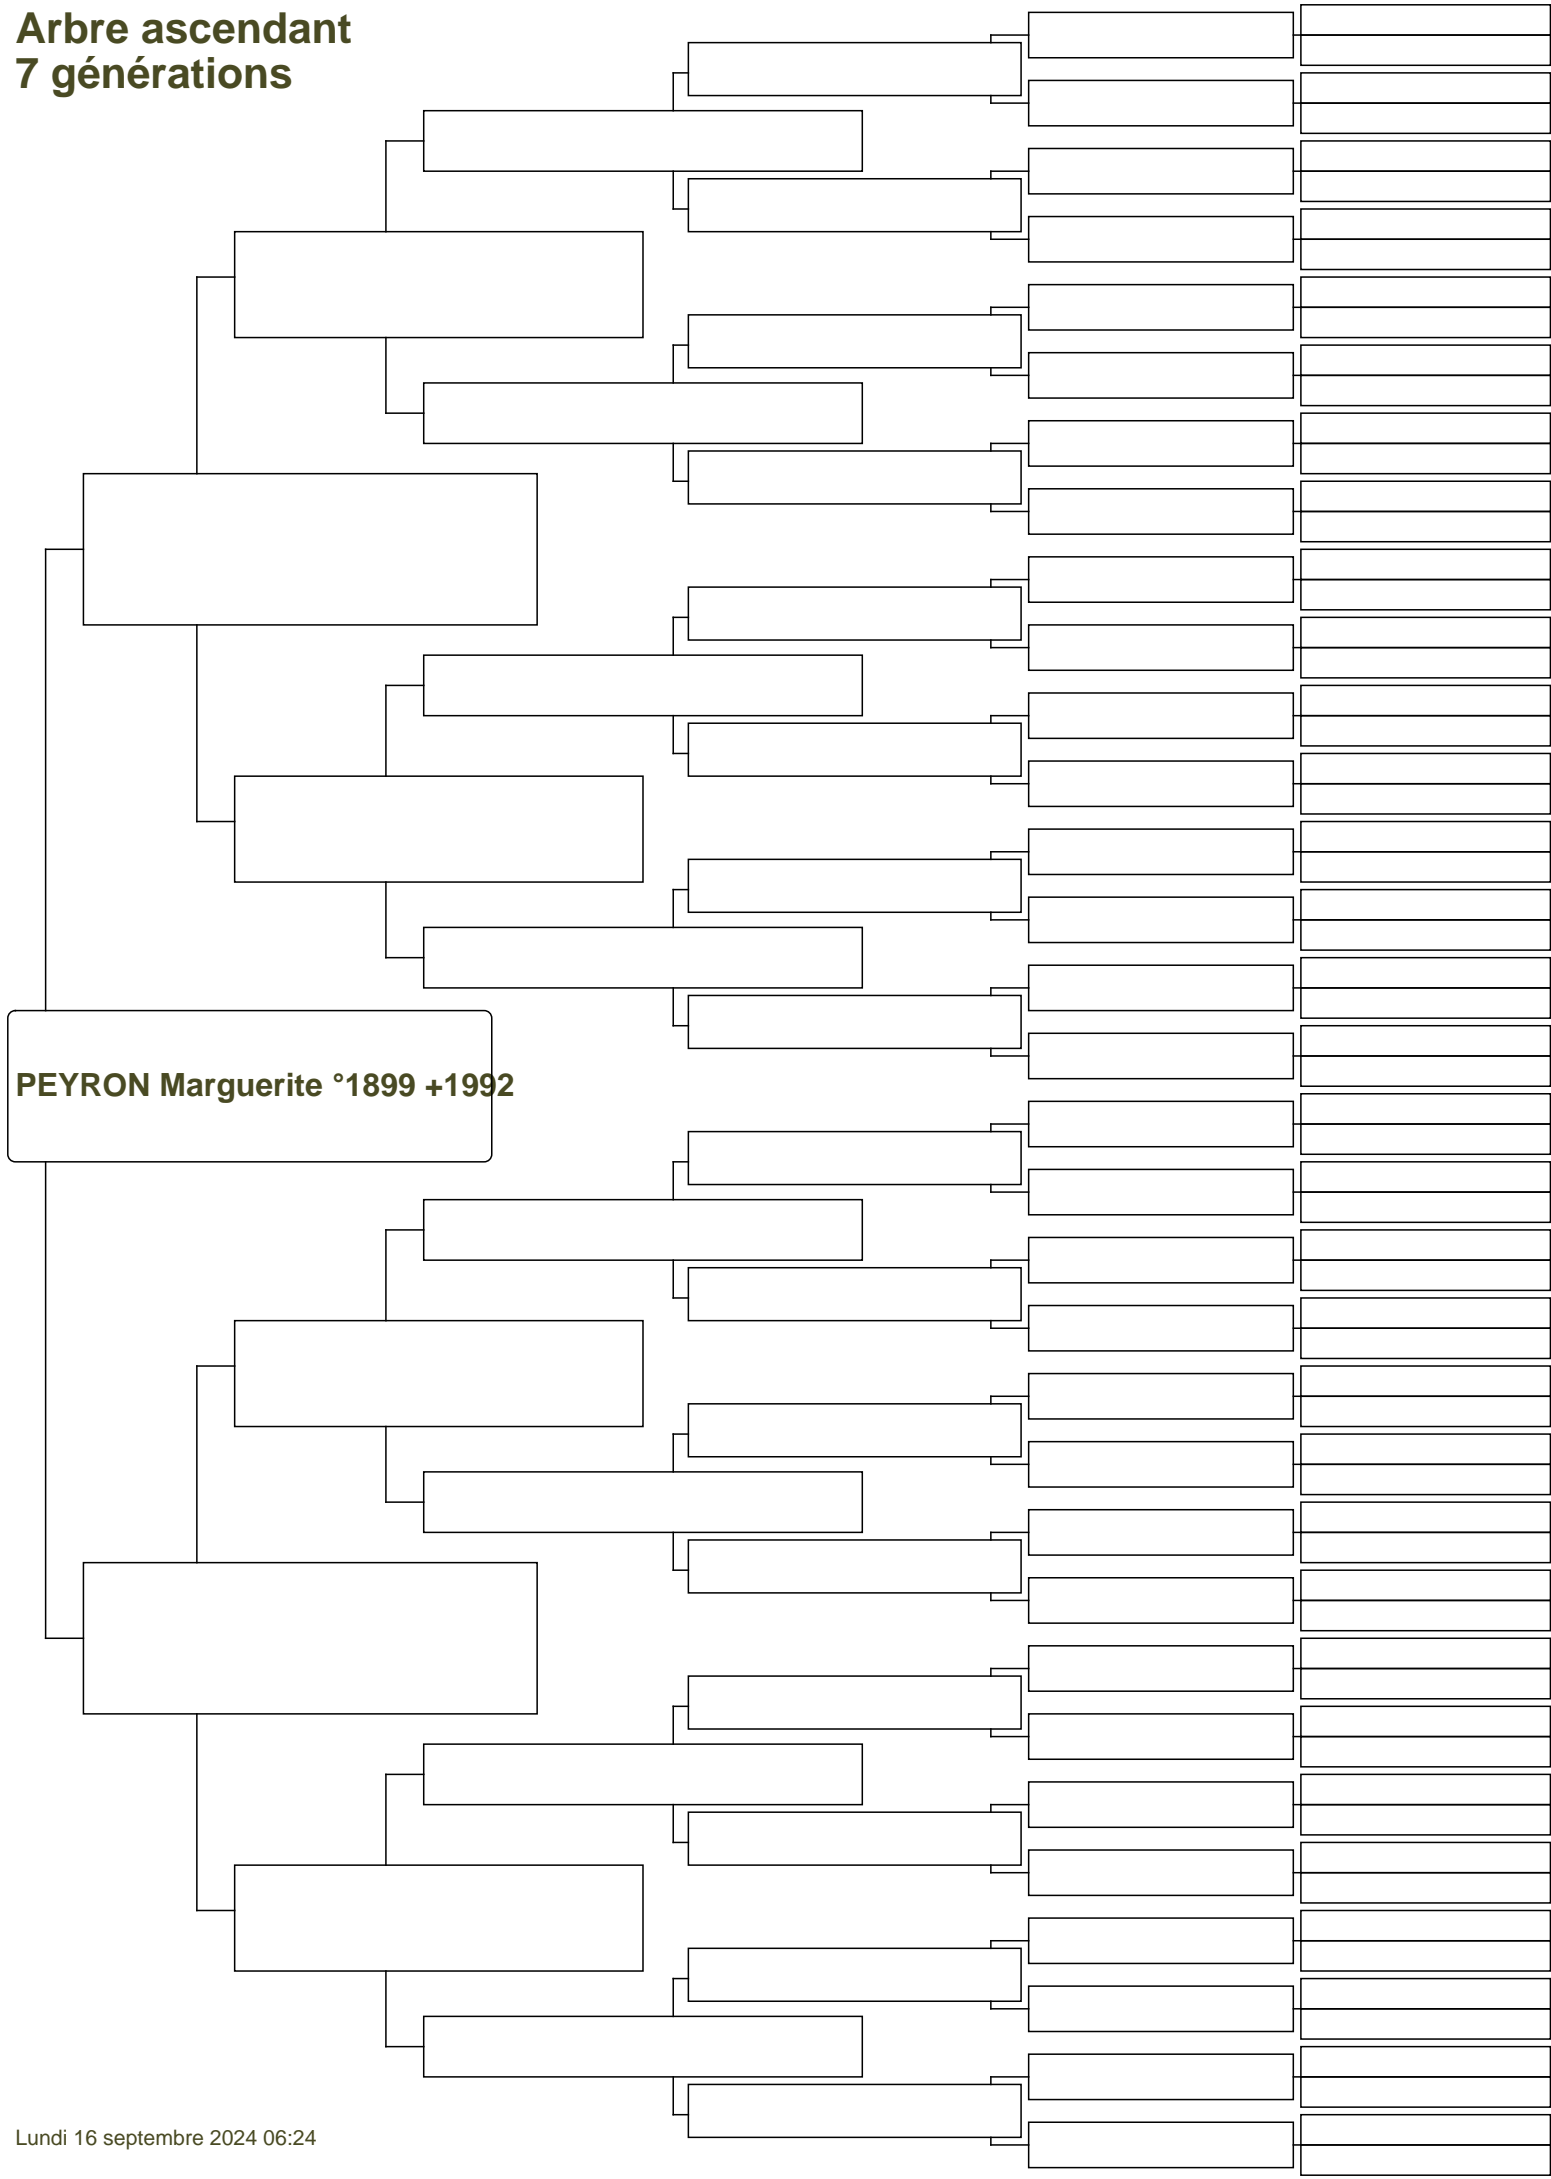 Arbre ascendant
7 générations
PEYRON Marguerite °1899 +1992
Lundi 16 septembre 2024 06:24